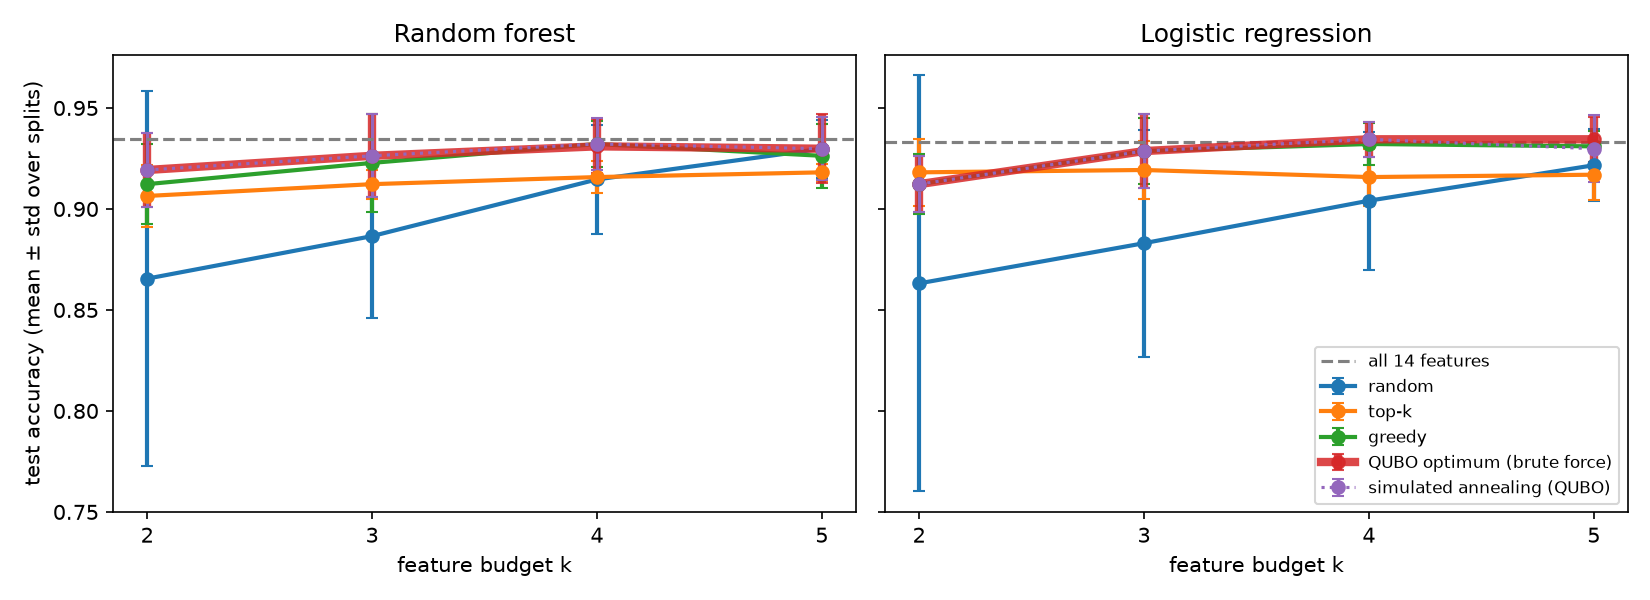 Random forest
Logistic regression
test accuracy (mean ± std over splits)
0.95
0.90
0.85
0.80
0.75
2 3 4 5
2 3 4 5
feature budget k
feature budget k
all 14 features
random
top-k
greedy
QUBO optimum (brute force)
simulated annealing (QUBO)